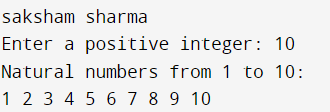 saksham sharma
Enter a positive integer: 10
Natural numbers from 1 to 10:
1 2 3 4 5 6 7 8 9 10